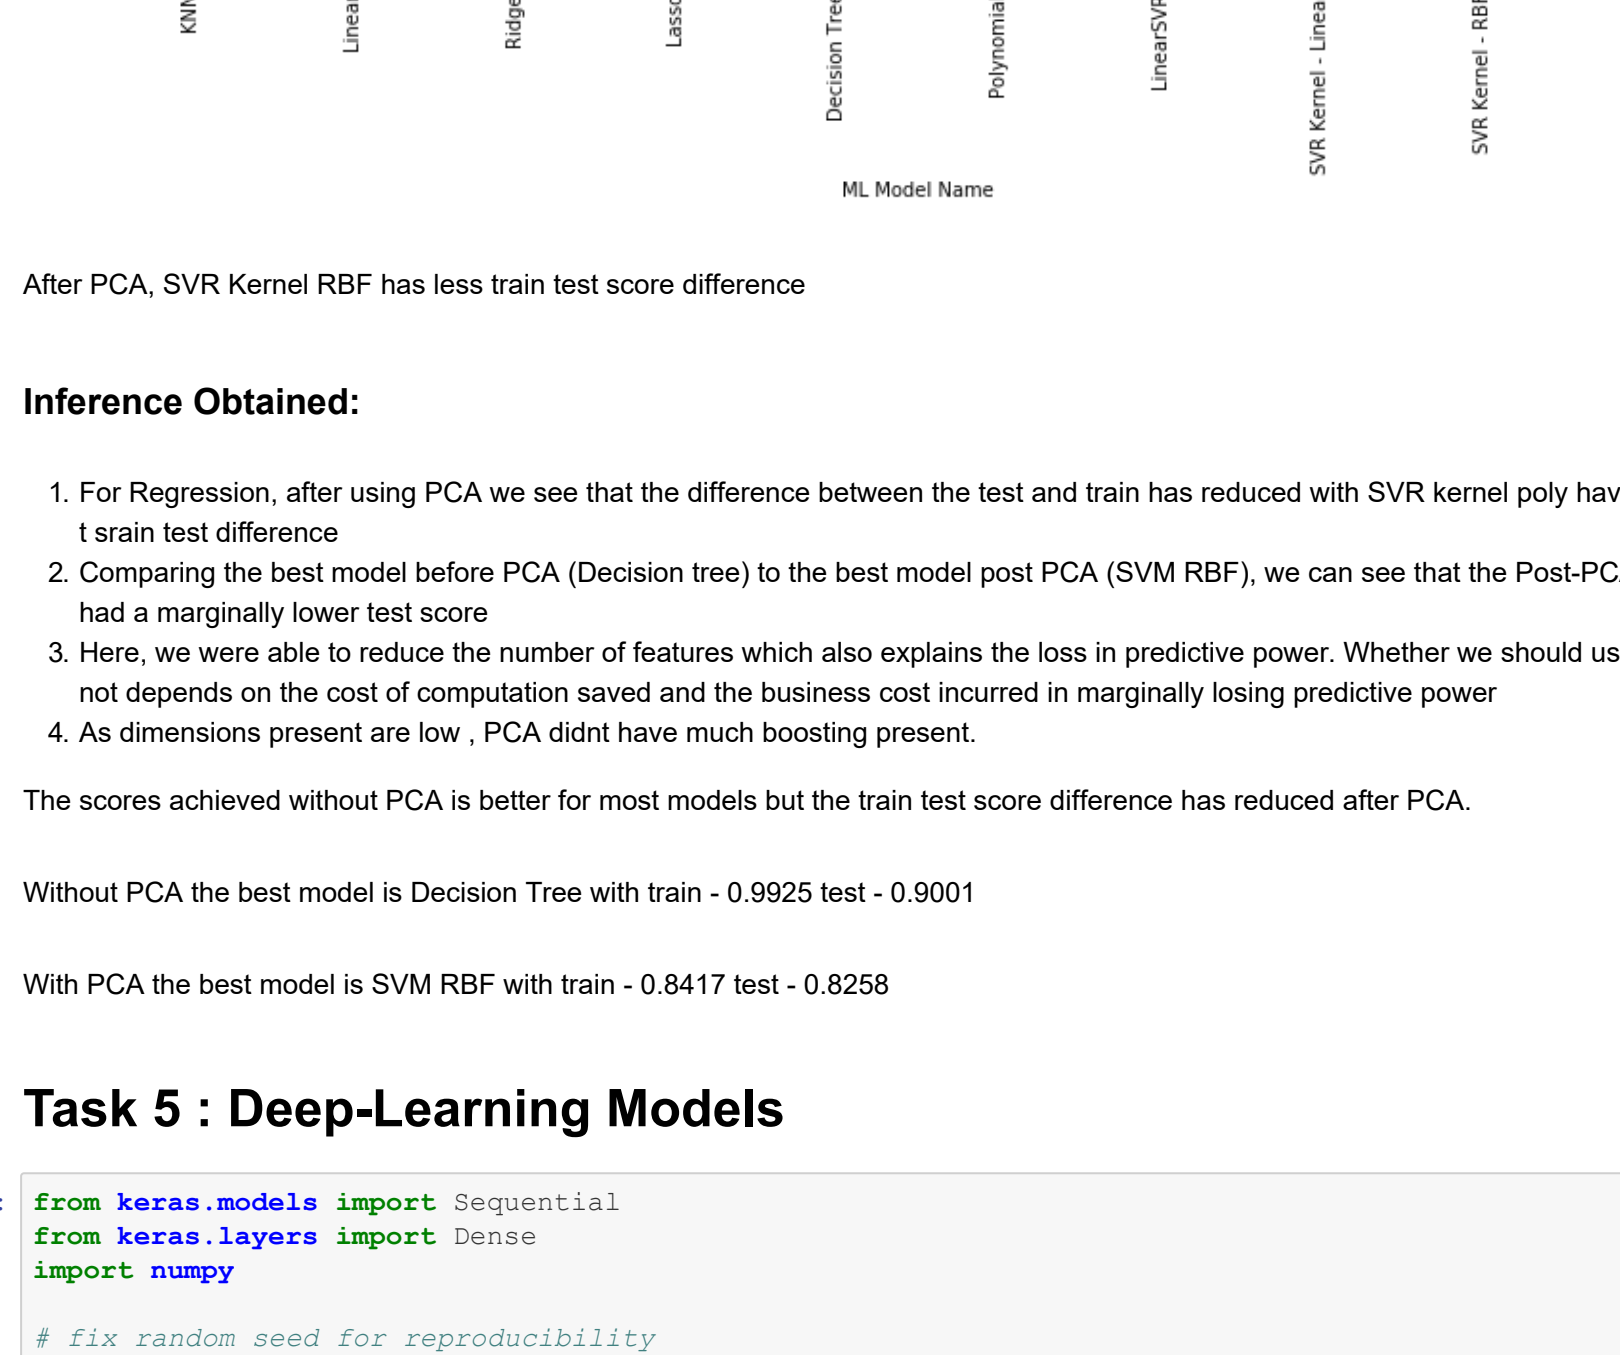 KNN
Linear
Ridge
Lasso
Decision Tree
Polynomial
LinearSVR
SVR Kernel - Linea
SVR Kernel - RBF
ML Model Name
After PCA, SVR Kernel RBF has less train test score difference
Inference Obtained:
1. For Regression, after using PCA we see that the difference between the test and train has reduced with SVR kernel poly hav
t srain test difference
2. Comparing the best model before PCA (Decision tree) to the best model post PCA (SVM RBF), we can see that the Post-PC
had a marginally lower test score
3. Here, we were able to reduce the number of features which also explains the loss in predictive power. Whether we should us
not depends on the cost of computation saved and the business cost incurred in marginally losing predictive power
4. As dimensions present are low , PCA didnt have much boosting present.
The scores achieved without PCA is better for most models but the train test score difference has reduced after PCA.
Without PCA the best model is Decision Tree with train - 0.9925 test - 0.9001
With PCA the best model is SVM RBF with train - 0.8417 test - 0.8258
Task 5 : Deep-Learning Models
: from keras.models import Sequential
from keras.layers import Dense
import numpy
# fix random seed for reproducibility